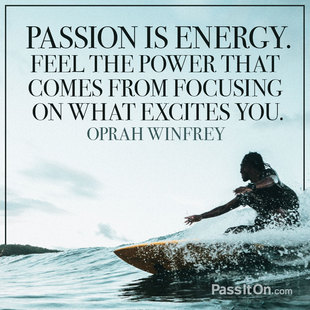 PASSION IS ENERGY.
FEEL THE POWER THAT
COMES FROM FOCUSING
ON WHAT EXCITES YOU.
OPRAH WINFREY
PassItOn.com